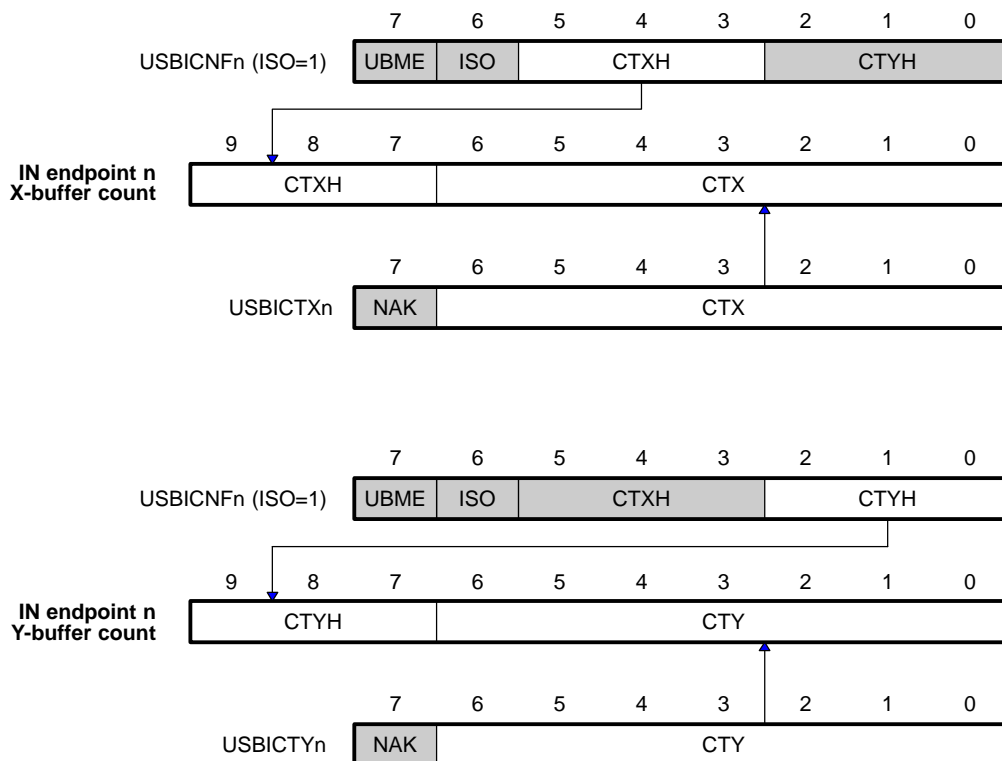 7 6 5 4 3 2 1 0
USBICNFn (ISO=1) UBME ISO CTXH CTYH
9 8 7 6 5 4 3 2 1 0
IN endpoint n
X-buffer count
CTXH CTX
7 6 5 4 3 2 1 0
USBICTXn NAK CTX
7 6 5 4 3 2 1 0
USBICNFn (ISO=1) UBME ISO CTXH CTYH
9 8 7 6 5 4 3 2 1 0
IN endpoint n
Y-buffer count
CTYH CTY
7 6 5 4 3 2 1 0
USBICTYn NAK CTY